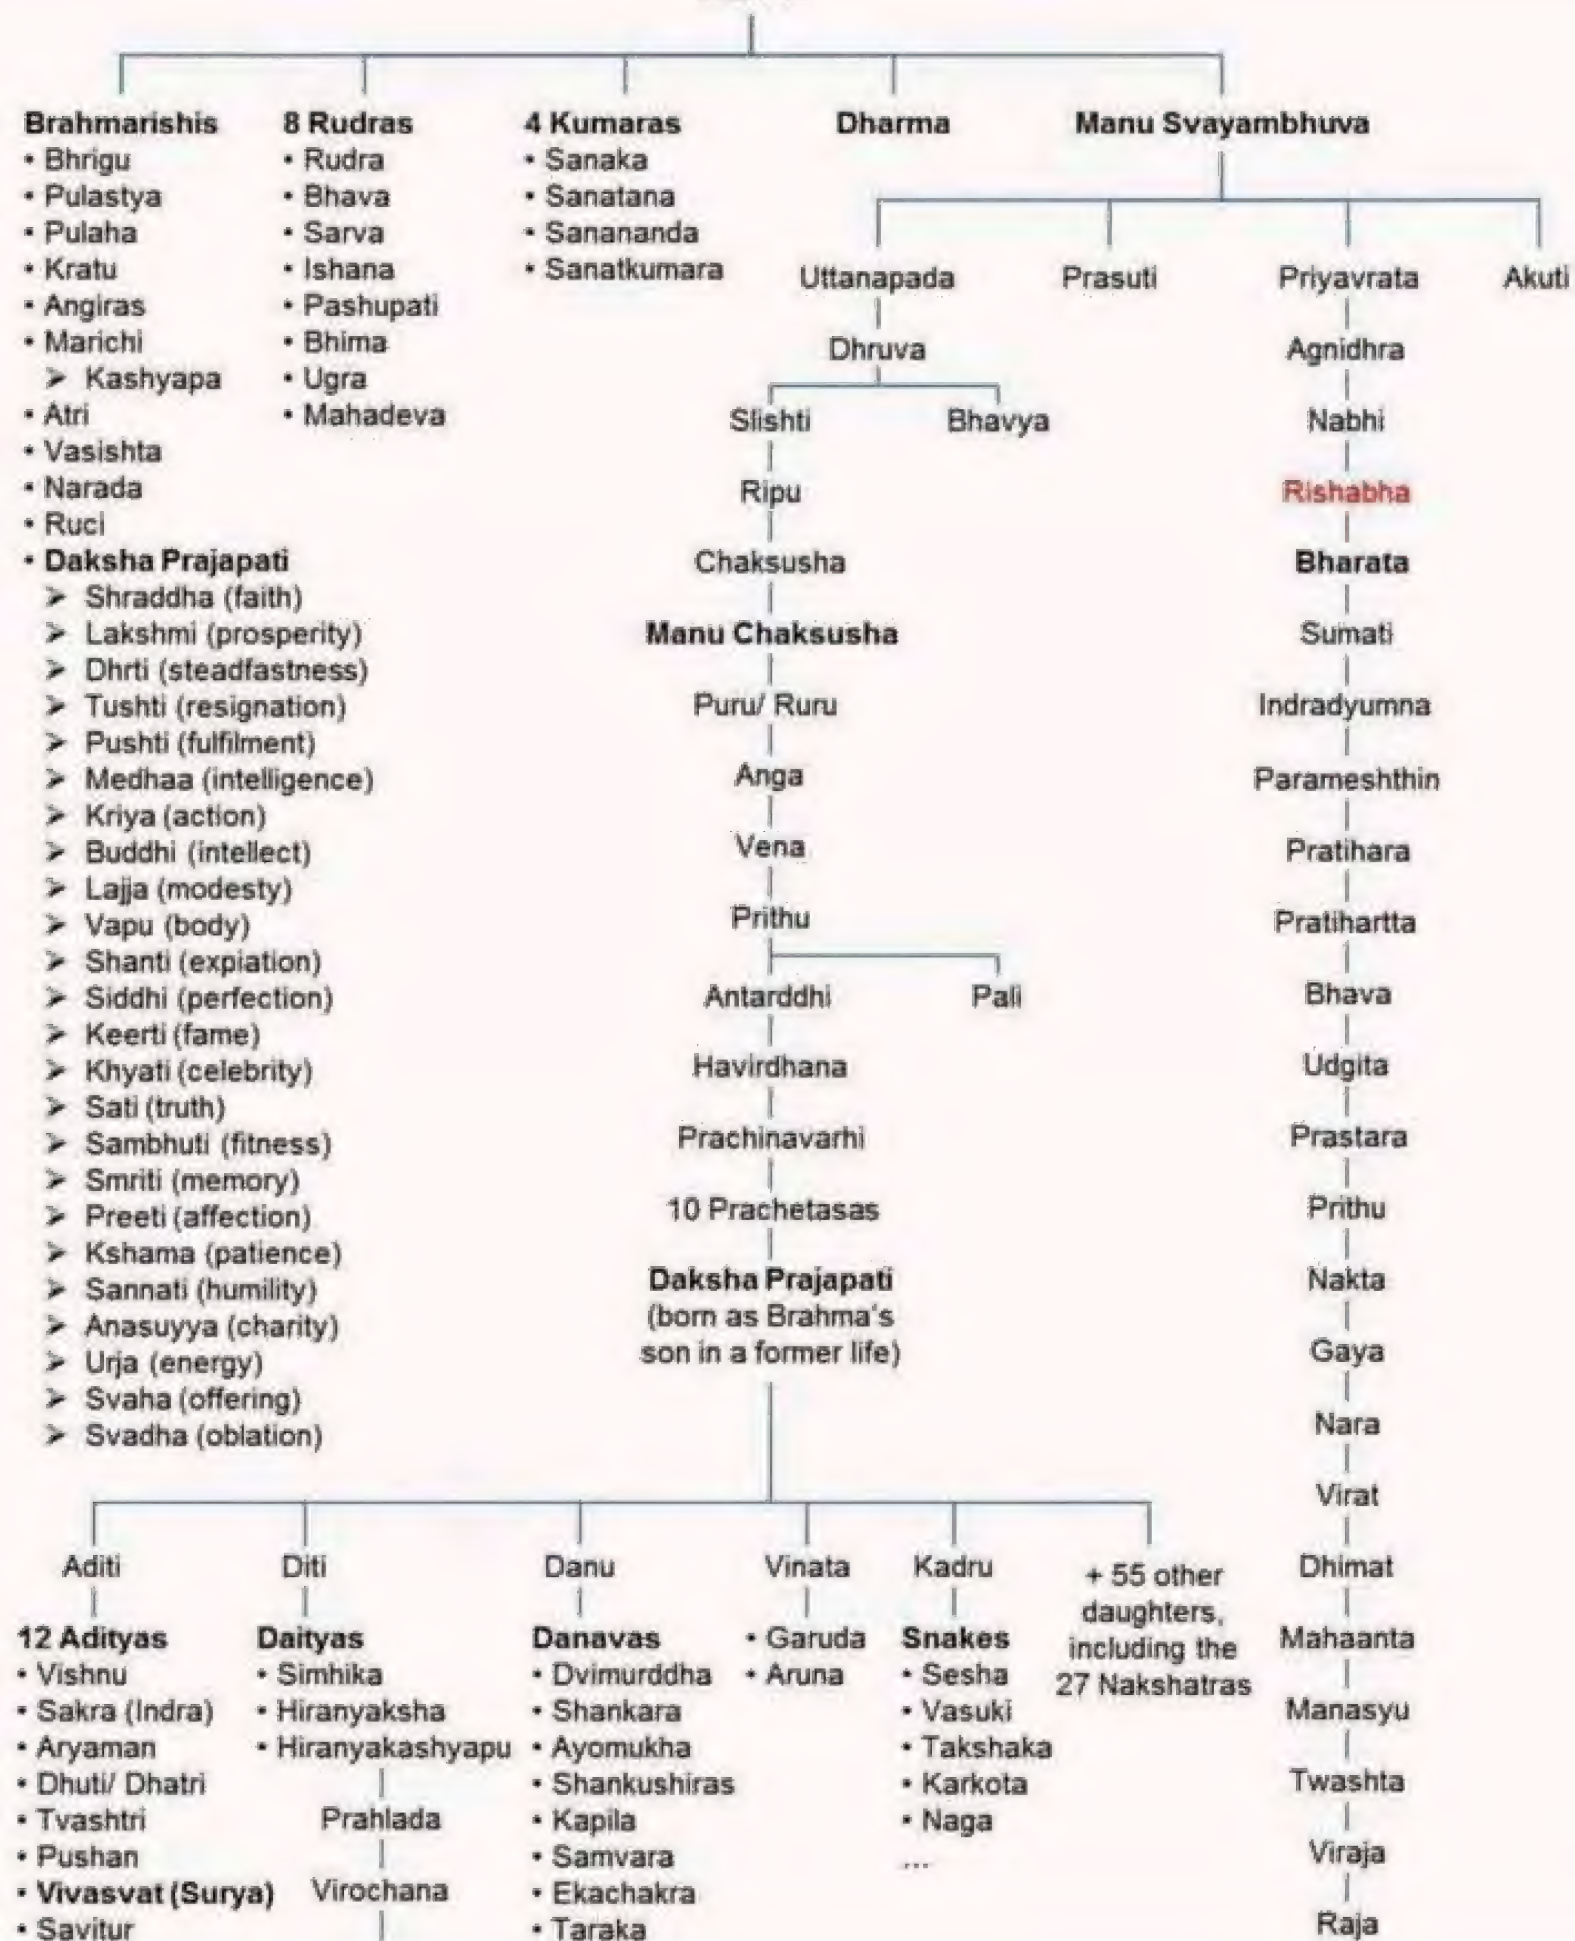 Brahmarishis
• Bhrigu
• Pulastya
• Pulaha
• Kratu
• Angiras
• Marichi
➤ Kashyapa
• Atri
• Vasishta
• Narada
• Ruci
• Daksha Prajapati
➤ Shraddha (faith)
➤ Lakshmi (prosperity)
➤ Dhrti (steadfastness)
➤ Tushti (resignation)
➤ Pushti (fulfilment)
➤ Medhaa (intelligence)
➤ Kriya (action)
➤ Buddhi (intellect)
➤ Lajja (modesty)
➤ Vapu (body)
➤ Shanti (expiation)
➤ Siddhi (perfection)
➤ Keerti (fame)
➤ Khyati (celebrity)
➤ Sati (truth)
➤ Sambhuti (fitness)
➤ Smriti (memory)
➤ Preeti (affection)
➤ Kshama (patience)
➤ Sannati (humility)
➤ Anasuyya (charity)
➤ Urja (energy)
➤ Svaha (offering)
➤ Svadha (oblation)
8 Rudras
• Rudra
• Bhava
• Sarva
• Ishana
• Pashupati
• Bhima
• Ugra
• Mahadeva
4 Kumaras
• Sanaka
• Sanatana
• Sanananda
• Sanatkumara
Dharma
Manu Svayambhuva
Uttanapada
Prasuti
Priyavrata
Akuti
Dhruva
Slishti
Bhavya
Ripu
Chaksusha
Manu Chaksusha
Puru/ Ruru
Anga
Vena
Prithu
Antarddhi
Pali
Havirdhana
Prachinavarhi
10 Prachetasas
Daksha Prajapati
(born as Brahma's
son in a former life)
Agnidhra
Nabhi
Rishabha
Bharata
Sumati
Indradyumna
Parameshthin
Pratihara
Pratihartta
Bhava
Udgita
Prastara
Prithu
Nakta
Gaya
Nara
Virat
Dhimat
Mahaanta
Manasyu
Twashta
Viraja
Raja
Aditi
12 Adityas
• Vishnu
• Sakra (Indra)
• Aryaman
• Dhuti/ Dhatri
• Tvashtri
• Pushan
• Vivasvat (Surya)
• Savitur
Diti
Daityas
• Simhika
• Hiranyaksha
• Hiranyakashyapu
Prahlada
Virochana
Danu
Danavas
• Dvimurddha
• Shankara
• Ayomukha
• Shankushiras
• Kapila
• Samvara
• Ekachakra
• Taraka
Vinata
• Garuda
• Aruna
Kadru
Snakes
• Sesha
• Vasuki
• Takshaka
• Karkota
• Naga
...
+ 55 other
daughters,
including the
27 Nakshatras